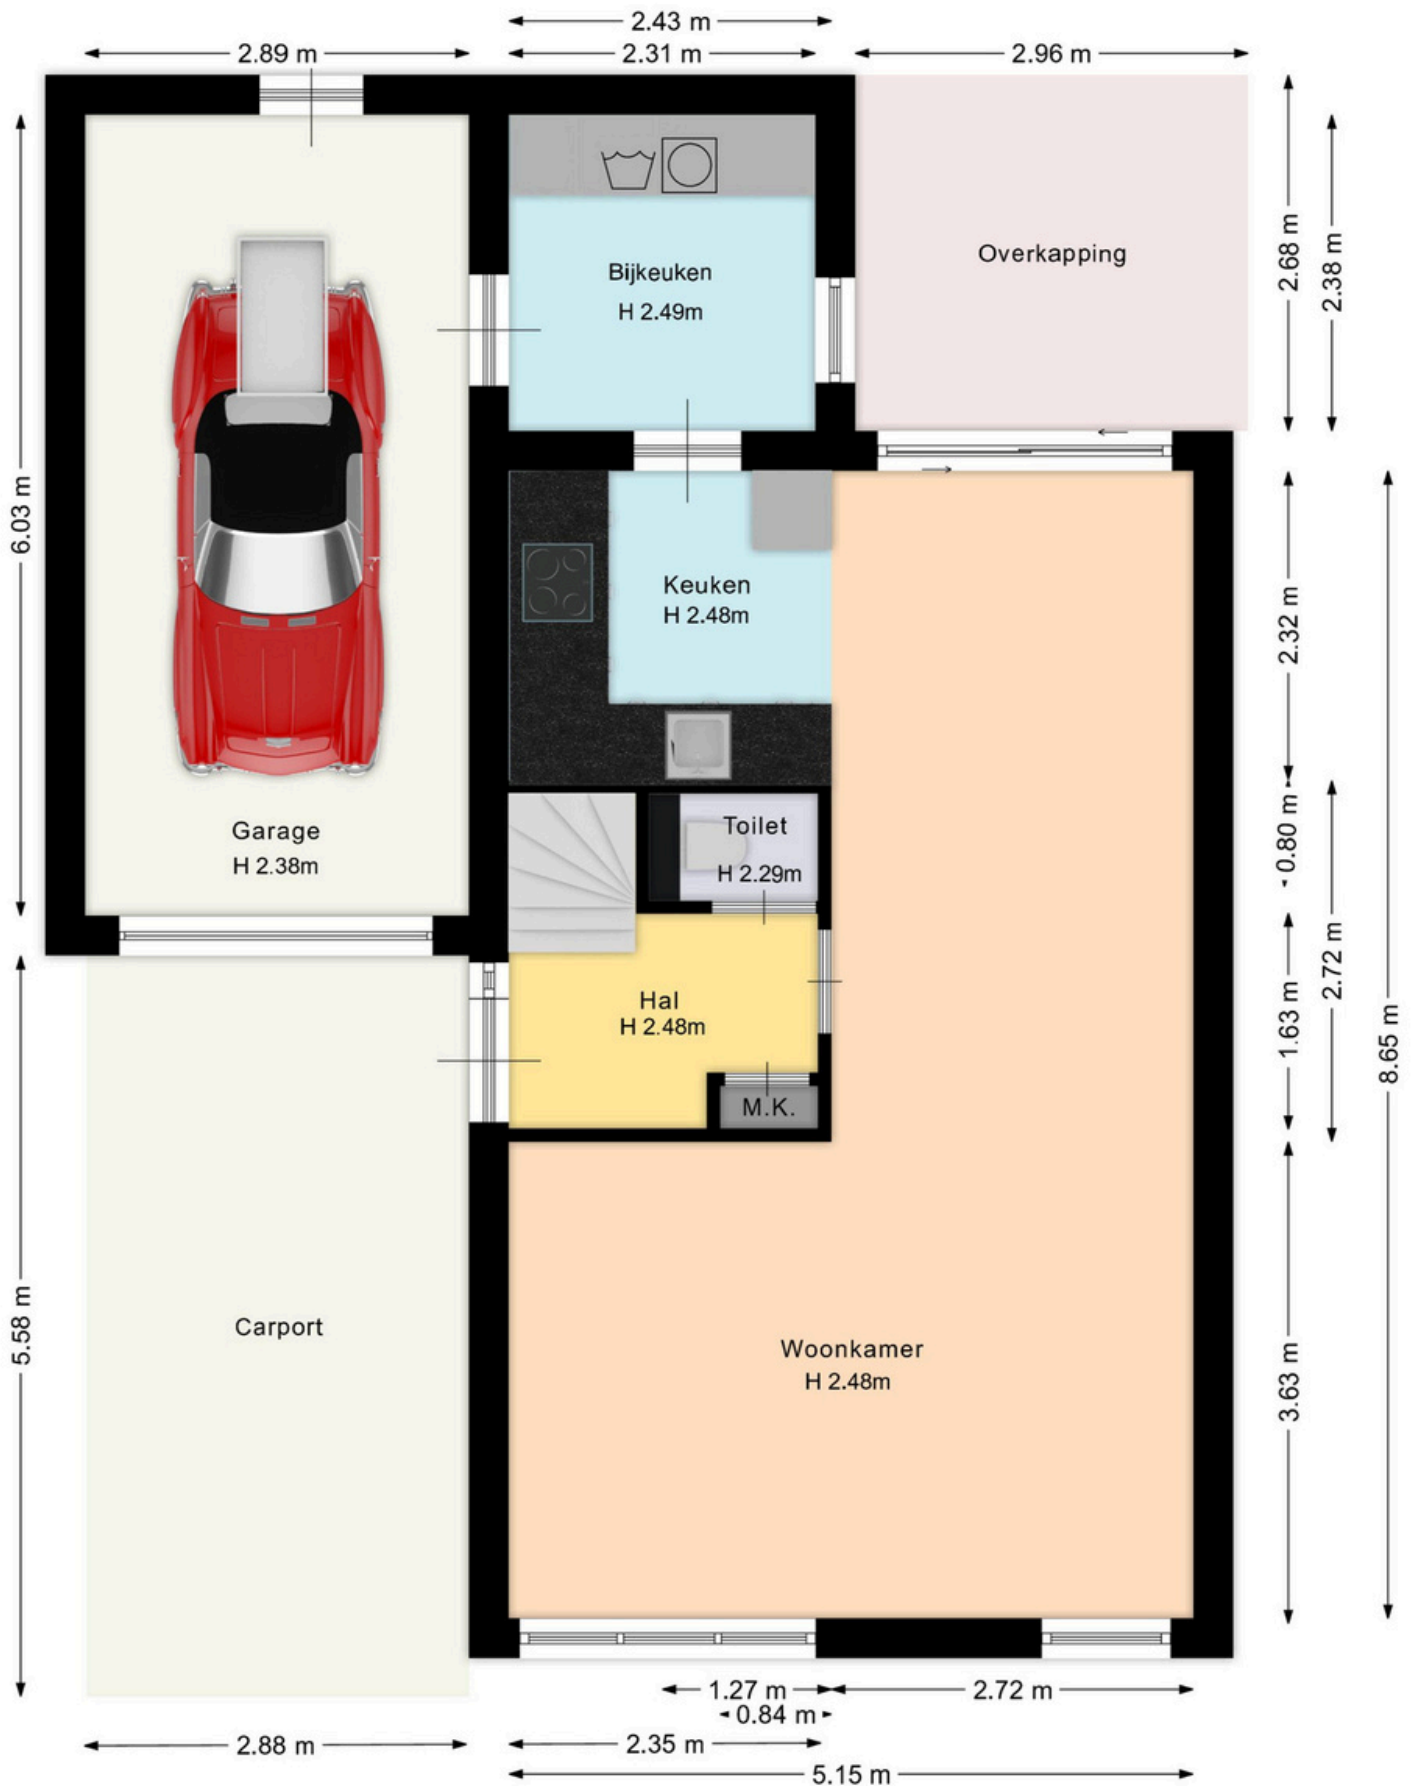 2.43 m
2.89 m
2.31 m
2.96 m
Overkapping
Bijkeuken
H 2.49m
2.68 m
2.38 m
6.03 m
Keuken
H 2.48m
2.32 m
Garage
H 2.38m
Toilet
H 2.29m
0.80 m
Hal
H 2.48m
M.K.
1.63 m
2.72 m
8.65 m
5.58 m
Carport
Woonkamer
H 2.48m
3.63 m
1.27 m
2.72 m
0.84 m
2.88 m
2.35 m
5.15 m